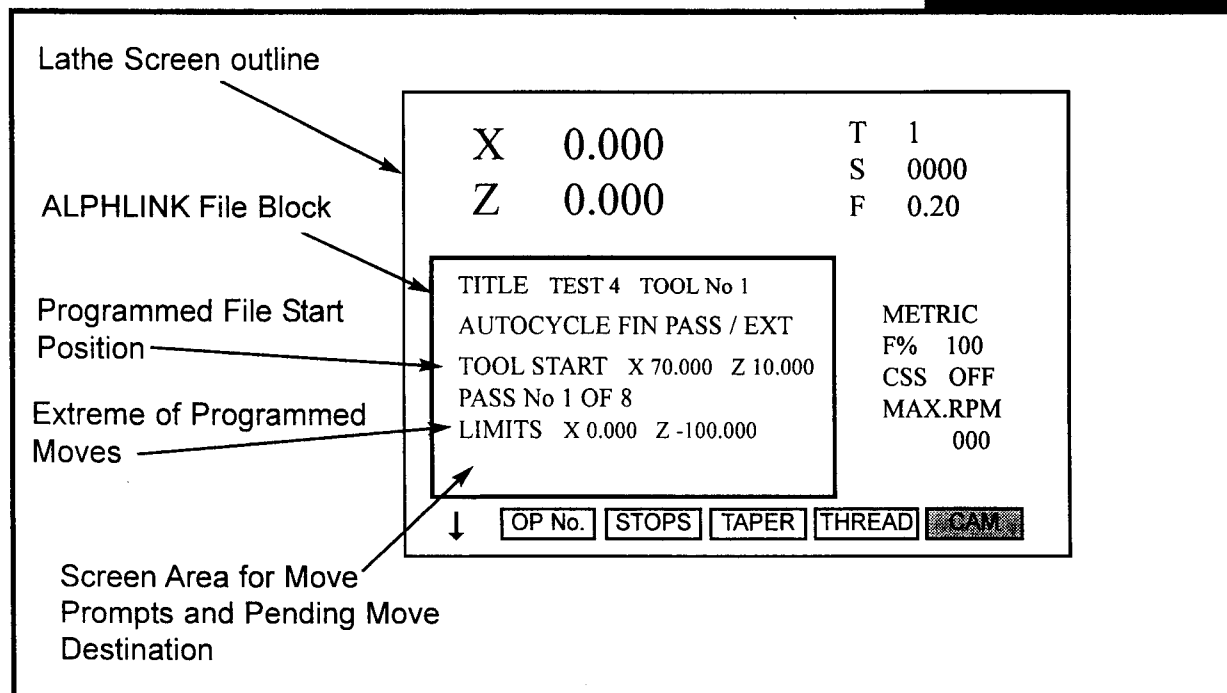 Lathe Screen outline
X 0.000
Z 0.000
T 1
S 0000
F 0.20
ALPHLINK File Block
TITLE TEST 4 TOOL No 1
AUTOCYCLE FIN PASS / EXT
TOOL START X 70.000 Z 10.000
PASS No 1 OF 8
LIMITS X 0.000 Z -100.000
METRIC
F% 100
CSS OFF
MAX.RPM
000
Programmed File Start
Position
Extreme of Programmed
Moves
↓ OP No. STOPS TAPER THREAD CAM
Screen Area for Move
Prompts and Pending Move
Destination